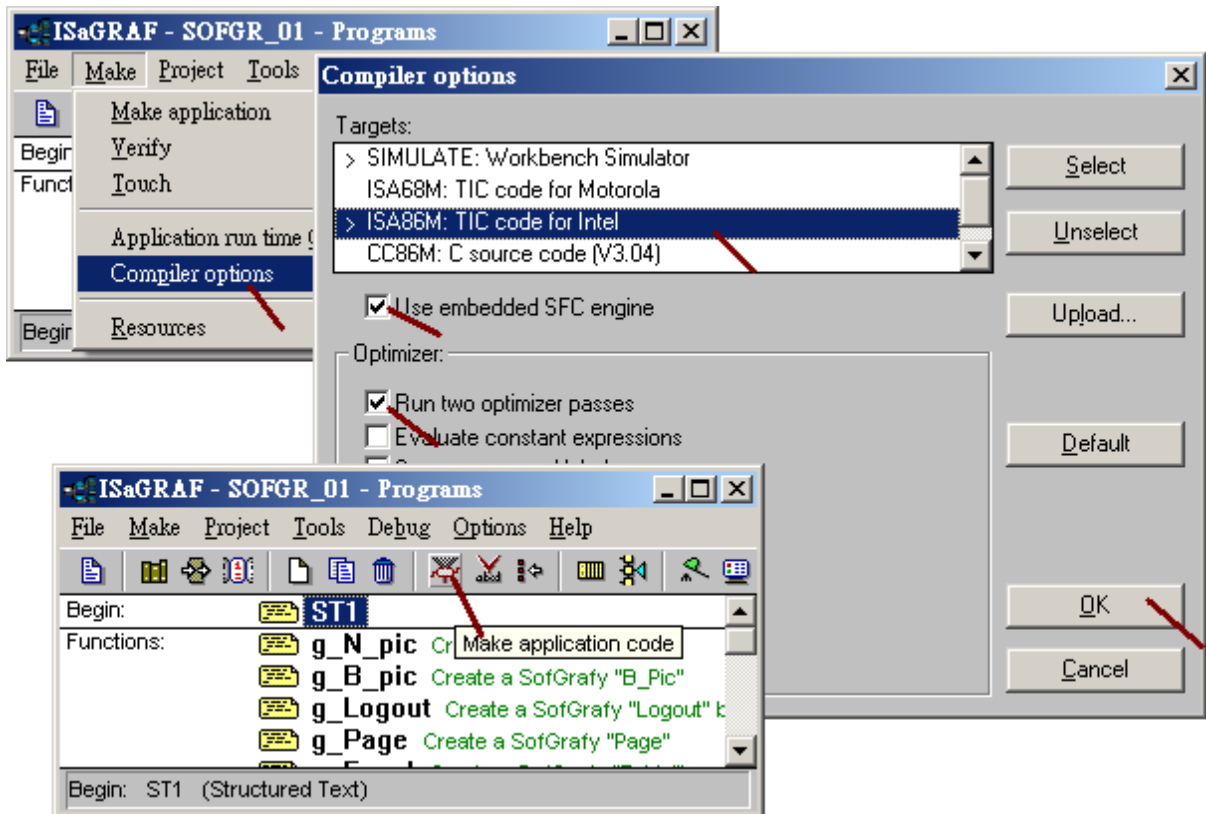 ISaGRAF - SOFGR_01 - Programs
File Make Project Tools
Make application
Verify
Touch
Application run time
Compiler options
Resources
Begin
Funct
Begin
Compiler options
Targets:
> SIMULATE: Workbench Simulator
ISA68M: TIC code for Motorola
> ISA86M: TIC code for Intel
CC86M: C source code (V3.04)
Select
Unselect
Use embedded SFC engine
Upload...
Optimizer:
Run two optimizer passes
Evaluate constant expressions
Default
OK
Cancel
ISaGRAF - SOFGR_01 - Programs
File Make Project Tools Debug Options Help
Begin: ST1
Functions: g_N_pic Cr
Make application code
g_B_pic Create a SofGrafy "B_Pic"
g_Logout Create a SofGrafy "Logout" b
g_Page Create a SofGrafy "Page"
Begin: ST1 (Structured Text)